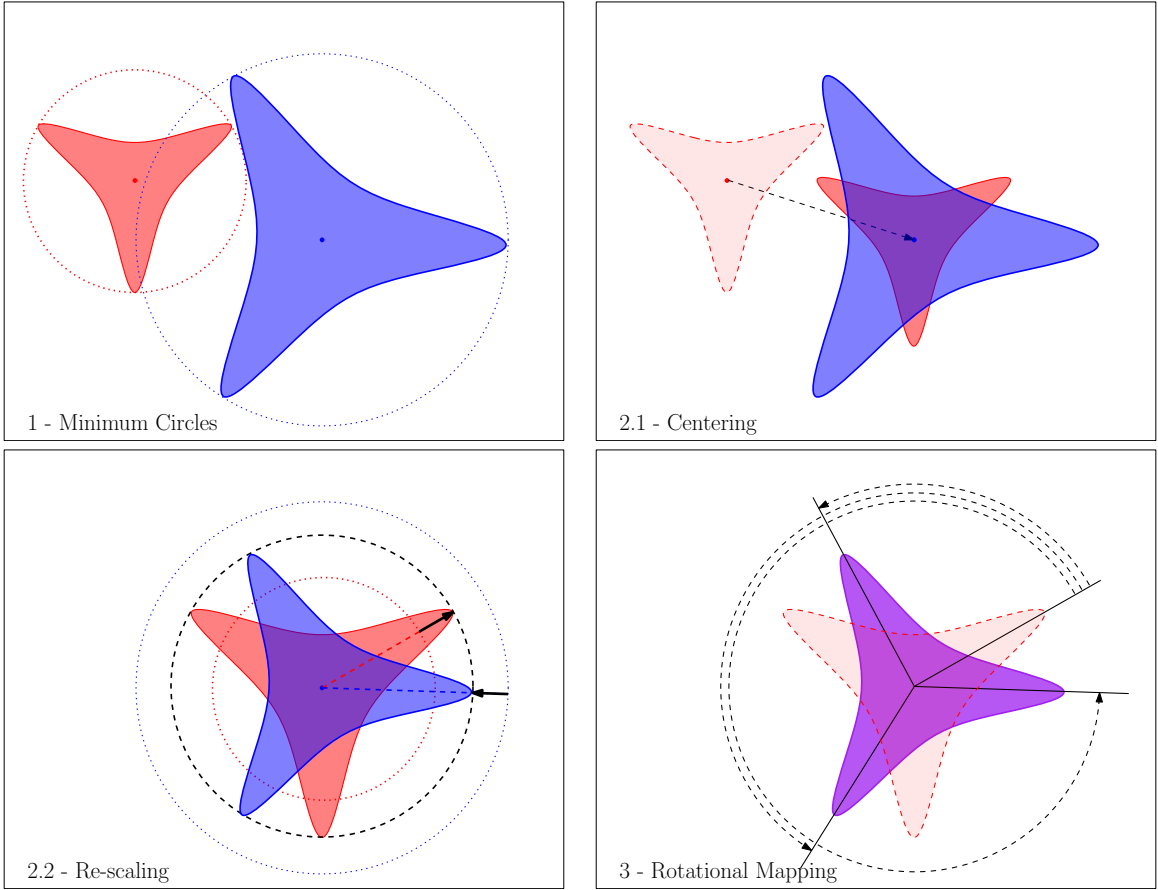 1 - Minimum Circles
2.1 - Centering
2.2 - Re-scaling
3 - Rotational Mapping